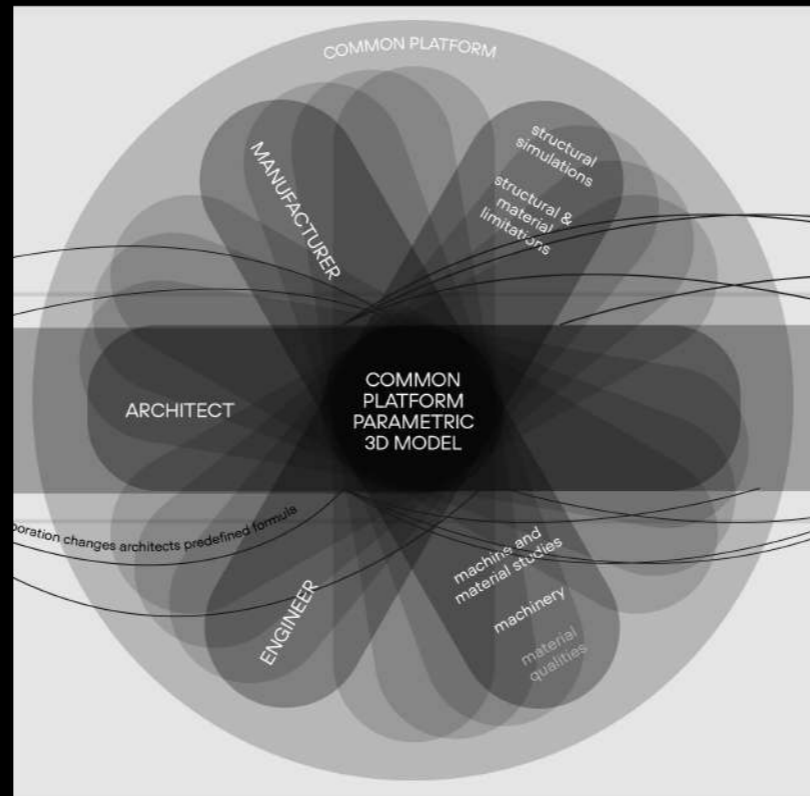 COMMON PLATFORM
MANUFACTURER
structural
simulations
structural &
material
limitations
ARCHITECT
COMMON
PLATFORM
PARAMETRIC
3D MODEL
changes architects predefined formula
ENGINEER
machine and
material studies
machinery
material
qualities